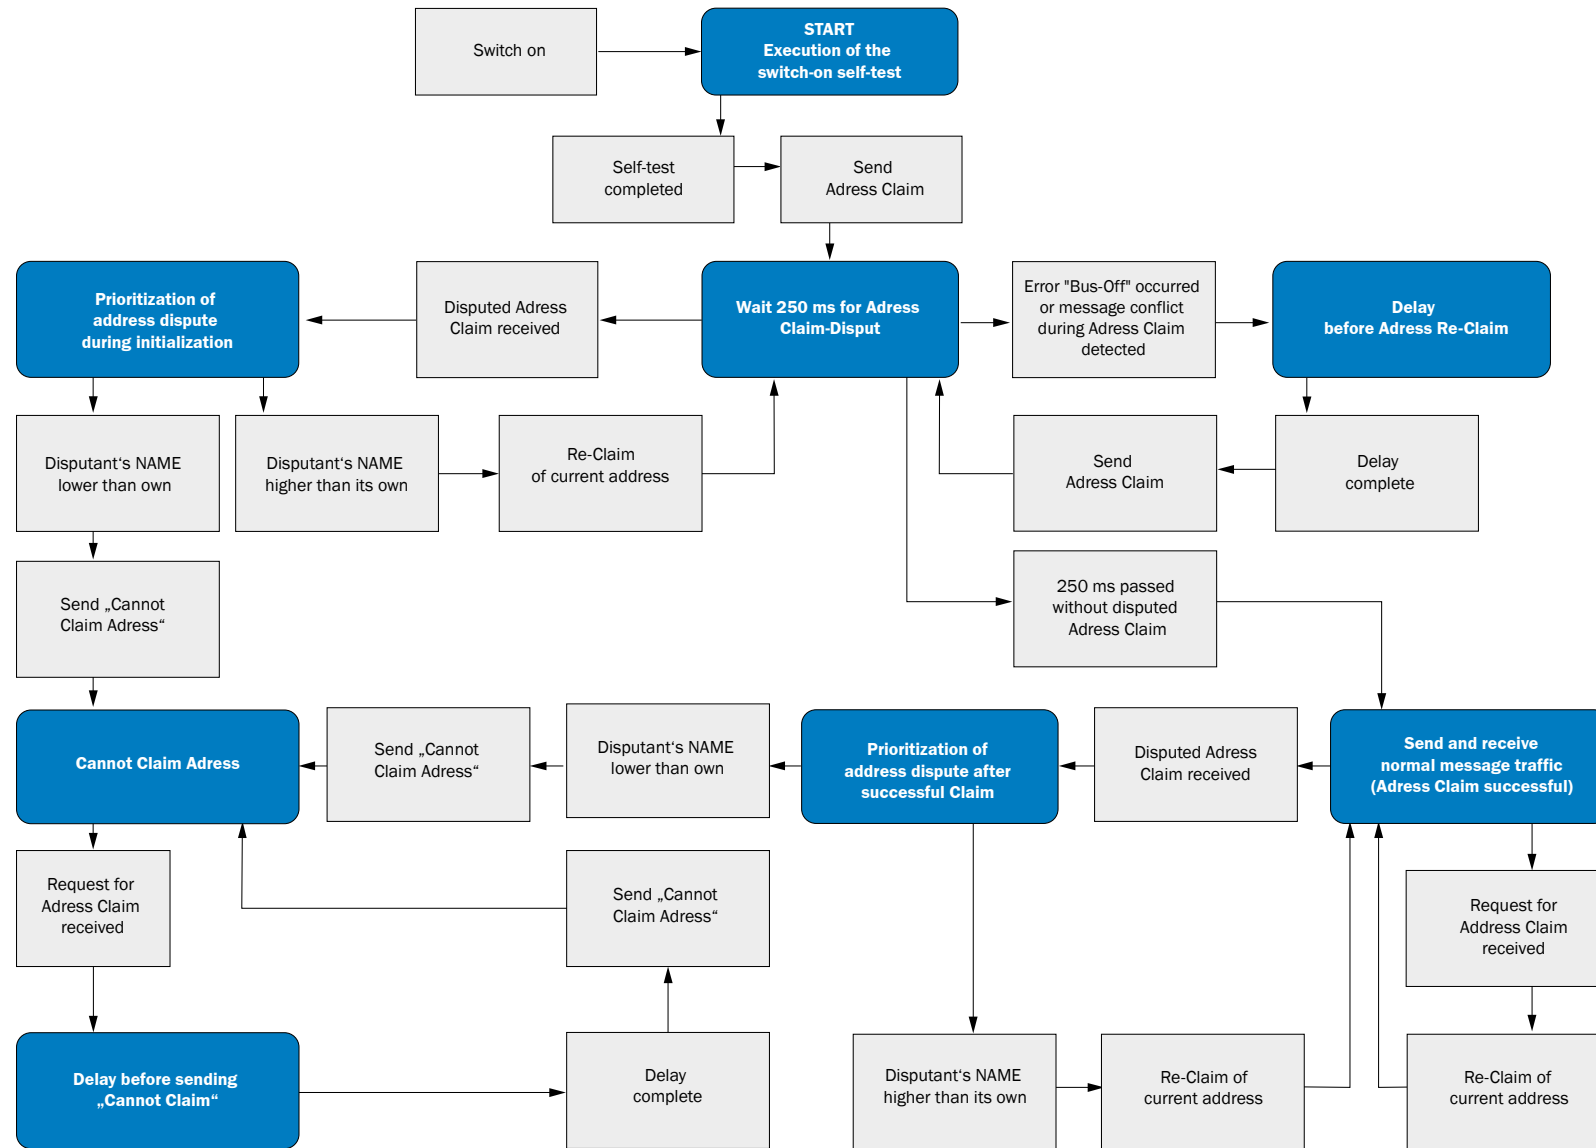 Switch on
START
Execution of the
switch-on self-test
Self-test
completed
Send
Adress Claim
Prioritization of
address dispute
during initialization
Disputed Adress
Claim received
Wait 250 ms for Adress
Claim-Disput
Error "Bus-Off" occurred
or message conflict
during Adress Claim
detected
Delay
before Adress Re-Claim
Disputant‘s NAME
lower than own
Disputant‘s NAME
higher than its own
Re-Claim
of current address
Send
Adress Claim
Delay
complete
Send „Cannot
Claim Adress“
250 ms passed
without disputed
Adress Claim
Cannot Claim Adress
Send „Cannot
Claim Adress“
Disputant‘s NAME
lower than own
Prioritization of
address dispute after
successful Claim
Disputed Adress
Claim received
Send and receive
normal message traffic
(Adress Claim successful)
Request for
Adress Claim
received
Send „Cannot
Claim Adress“
Request for
Address Claim
received
Delay before sending
„Cannot Claim“
Delay
complete
Disputant‘s NAME
higher than its own
Re-Claim of
current address
Re-Claim of
current address